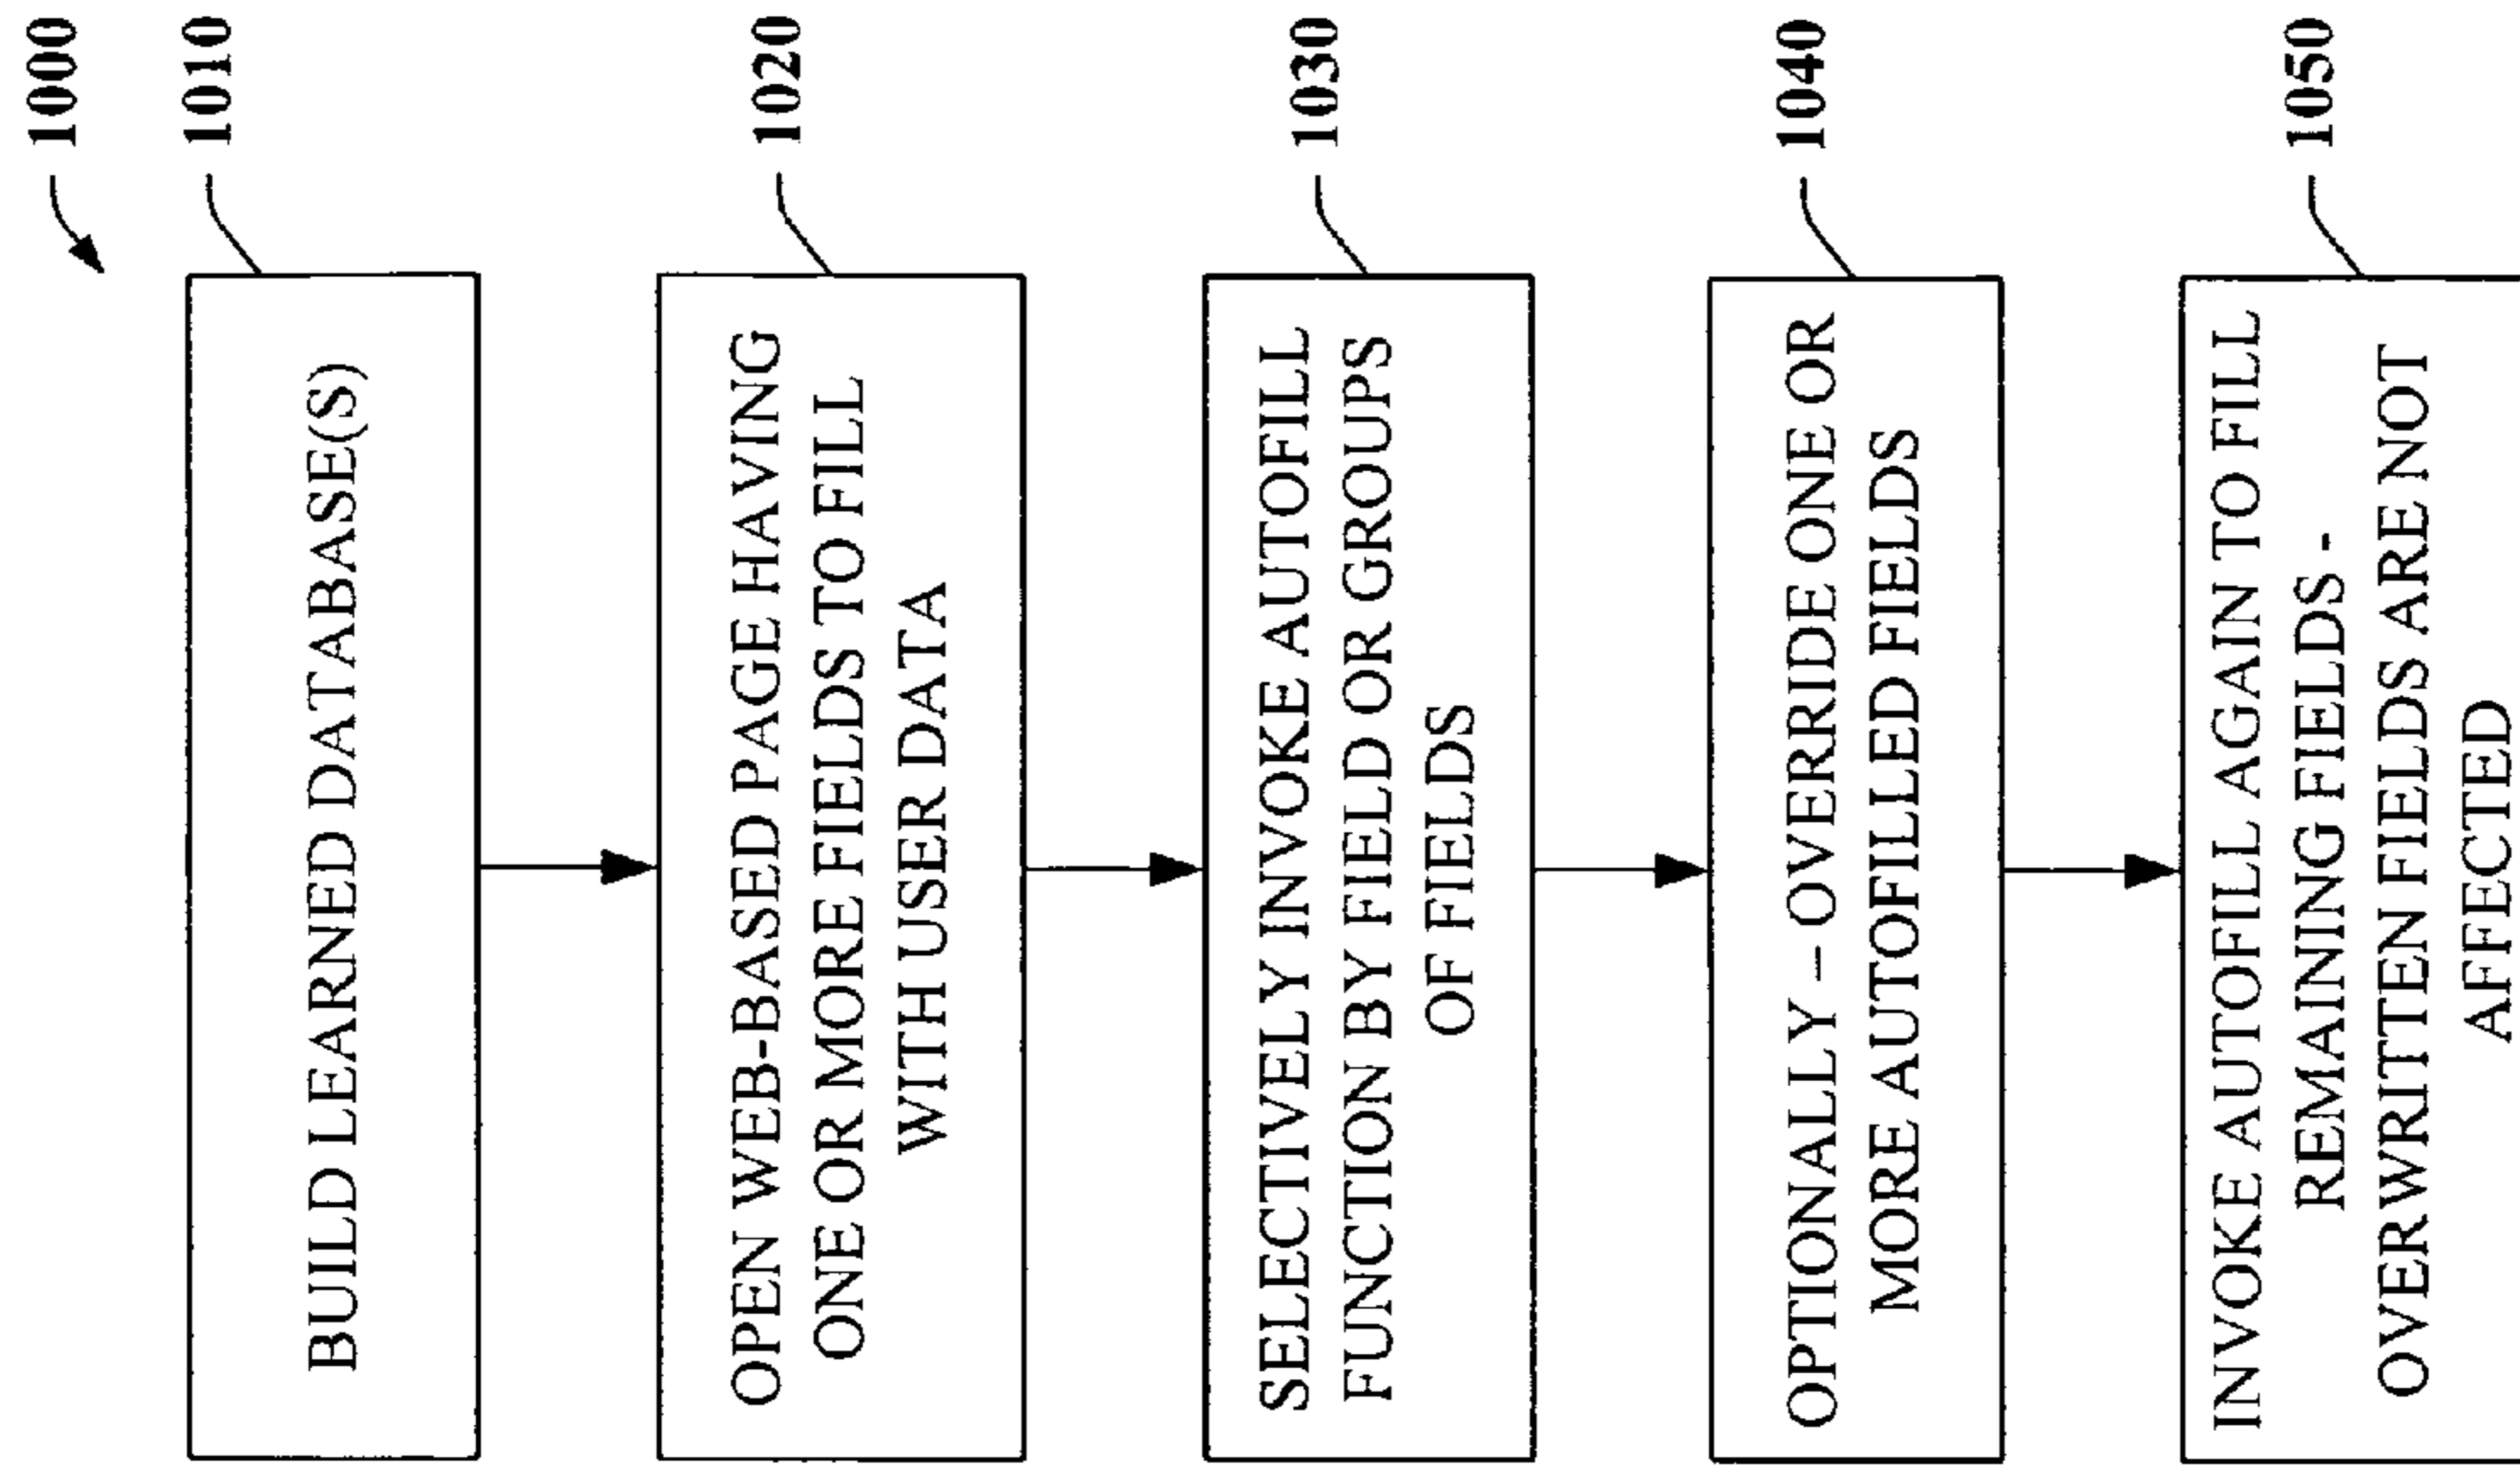 1000
1010
BUILD LEARNED DATABASE(S)
1020
OPEN WEB-BASED PAGE HAVING
ONE OR MORE FIELDS TO FILL
WITH USER DATA
1030
SELECTIVELY INVOKE AUTOFILL
FUNCTION BY FIELD OR GROUPS
OF FIELDS
1040
OPTIONALLY – OVERRIDE ONE OR
MORE AUTOFILLED FIELDS
1050
INVOKE AUTOFILL AGAIN TO FILL
REMAINING FIELDS -
OVERWRITTEN FIELDS ARE NOT
AFFECTED